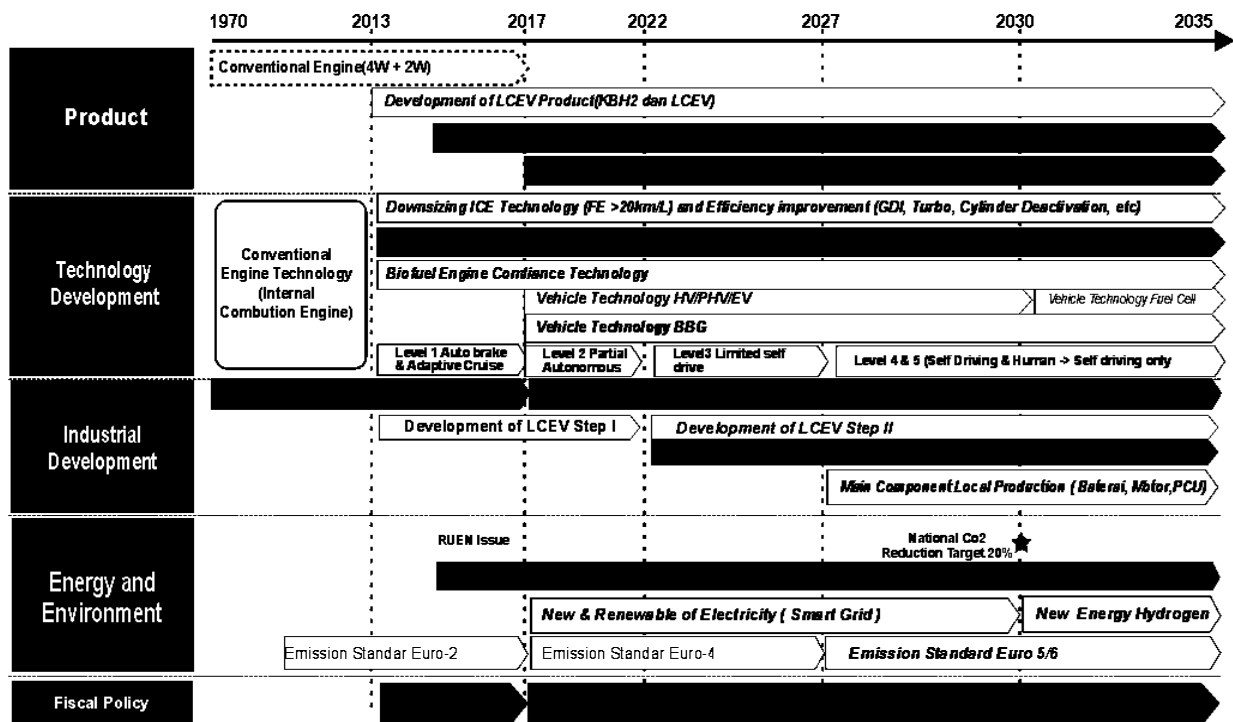 1970 2013 2017 2022 2027 2030 2035
Product
Conventional Engine(4W + 2W)
Development of LCEV Product(KBH2 dan LCEV)
Technology
Development
Conventional
Engine Technology
(Internal
Combution Engine)
Downsizing ICE Technology (FE >20km/L) and Efficiency improvement (GDI, Turbo, Cylinder Deactivation, etc)
Biofuel Engine Comliance Technology
Vehicle Technology HV/PHV/EV
Vehicle Technology Fuel Cell
Vehicle Technology BBG
Level 1 Auto brake
& Adaptive Cruise
Level 2 Partial
Autonomous
Level3 Limited self
drive
Level 4 & 5 (Self Driving & Human -> Self driving only
Industrial
Development
Development of LCEV Step I
Development of LCEV Step II
Main Component Local Production ( Baterai, Motor,PCU)
Energy and
Environment
RUEN Issue
National Co2
Reduction Target 20%
New & Renewable of Electricity ( Smart Grid )
New Energy Hydrogen
Emission Standar Euro-2
Emission Standar Euro-4
Emission Standard Euro 5/6
Fiscal Policy